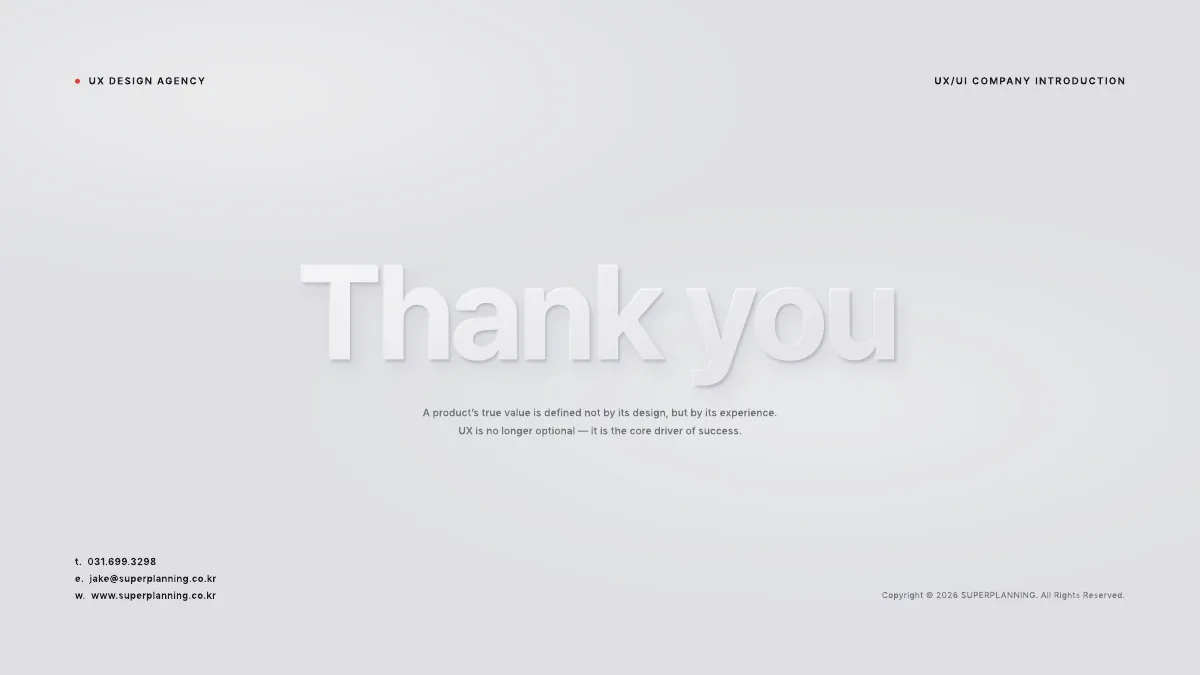 UX DESIGN AGENCY
UX/UI COMPANY INTRODUCTION
Thank you
A product’s true value is defined not by its design, but by its experience.
UX is no longer optional — it is the core driver of success.
t. 031.699.3298
e. jake@superplanning.co.kr
w. www.superplanning.co.kr
Copyright © 2026 SUPERPLANNING. All Rights Reserved.